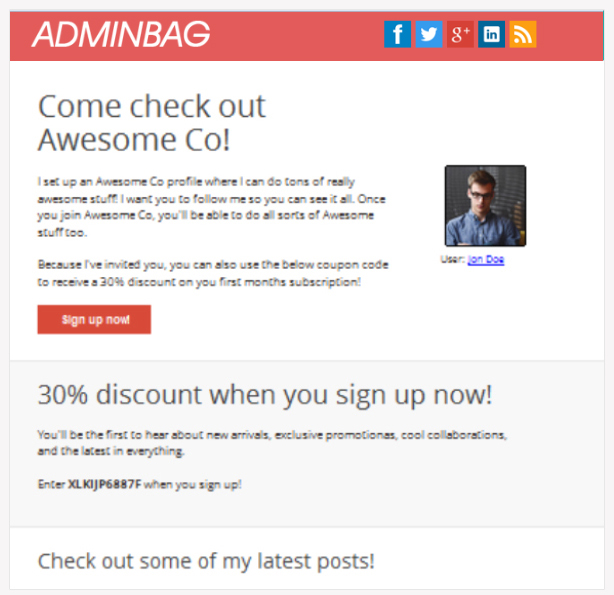 ADMINBAG
f
g+
in
Come check out
Awesome Co!
I set up an Awesome Co profile where I can do tons of really
awesome stuff! I want you to follow me so you can see it all. Once
you join Awesome Co, you'll be able to do all sorts of Awesome
stuff too.
Because I've invited you, you can also use the below coupon code
to receive a 30% discount on you first months subscription!
Sign up now!
User: Jon Doe
30% discount when you sign up now!
You'll be the first to hear about new arrivals, exclusive promotionas, cool collaborations,
and the latest in everything.
Enter XLKIJP6887F when you sign up!
Check out some of my latest posts!